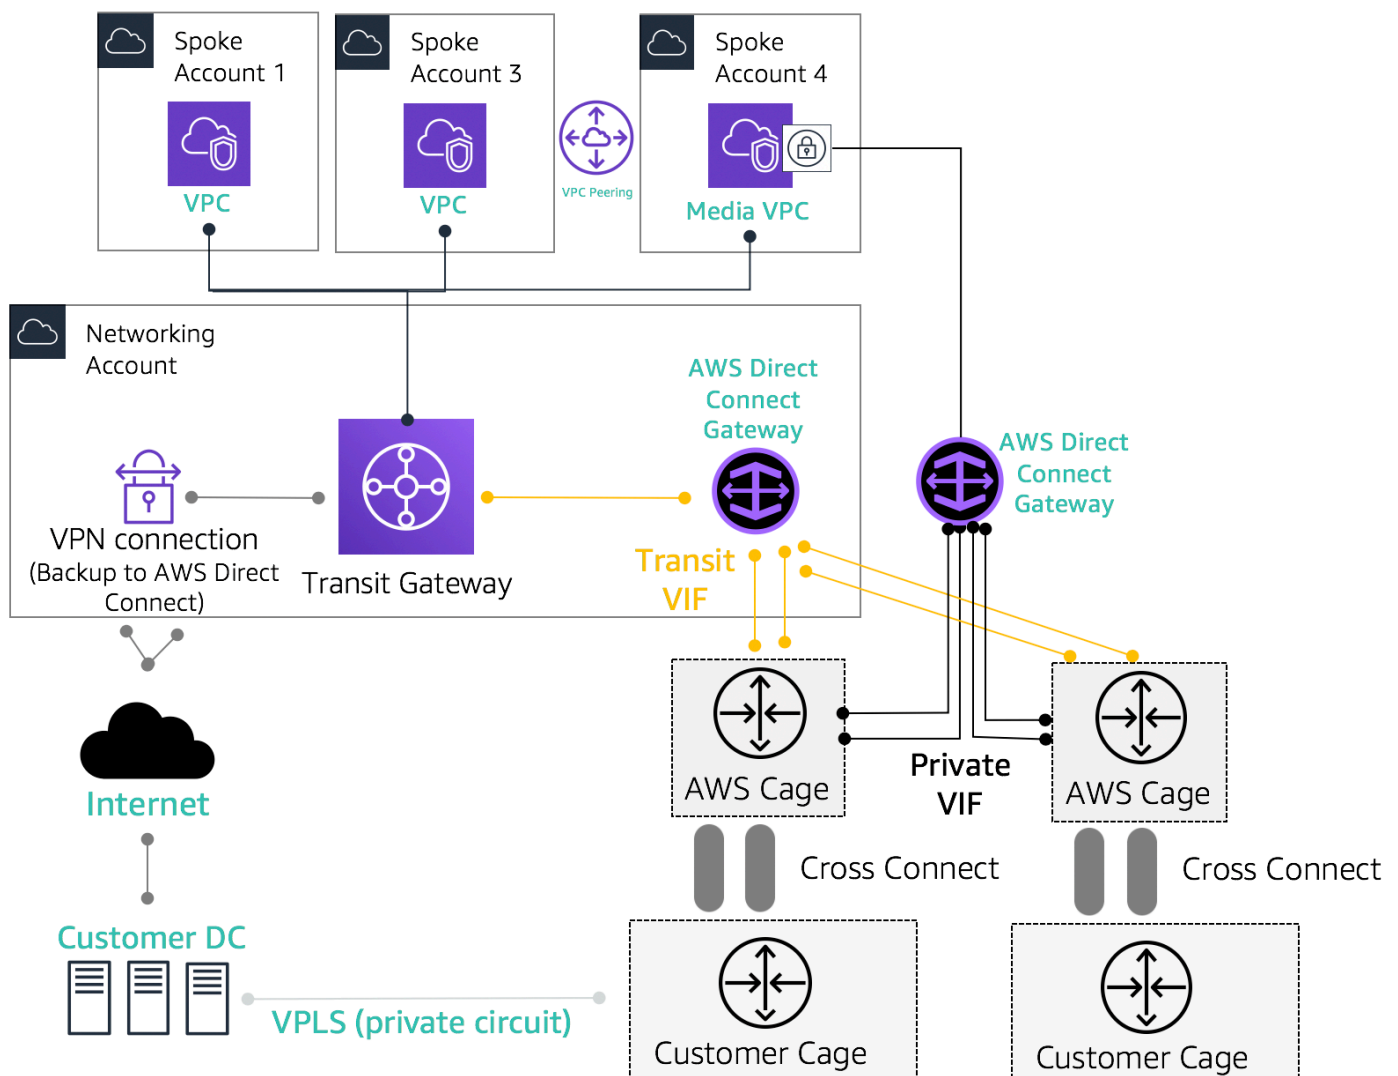 Spoke
Account 1
VPC
Spoke
Account 3
VPC
VPC Peering
Spoke
Account 4
Media VPC
Networking
Account
AWS Direct
Connect
Gateway
AWS Direct
Connect
Gateway
VPN connection
(Backup to AWS Direct
Connect)
Transit Gateway
Transit
VIF
Internet
AWS Cage
Private
VIF
AWS Cage
Cross Connect
Cross Connect
Customer DC
VPLS (private circuit)
Customer Cage
Customer Cage